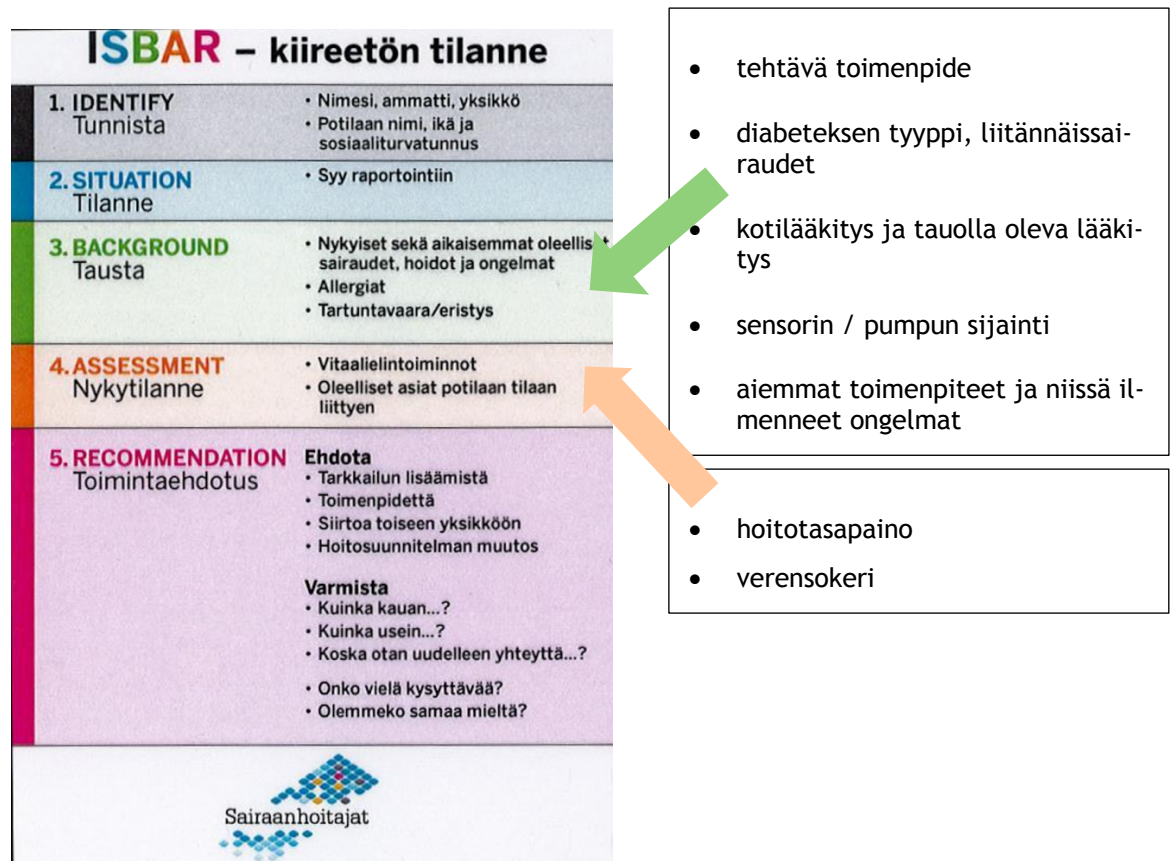 ISBAR – kiireetön tilanne
1. IDENTIFY
Tunnista
• Nimesi, ammatti, yksikkö
• Potilaan nimi, ikä ja
sosiaaliturvatunnus
2. SITUATION
Tilanne
• Syy raportointiin
3. BACKGROUND
Tausta
• Nykyiset sekä aikaisemmat oleelliset
sairaudet, hoidot ja ongelmat
• Allergiat
• Tartuntavaara/eristys
4. ASSESSMENT
Nykytilanne
• Vitaalielintoiminnot
• Oleelliset asiat potilaan tilaan
liittyen
5. RECOMMENDATION
Toimintaehdotus
Ehdota
• Tarkkailun lisäämistä
• Toimenpidettä
• Siirtoa toiseen yksikköön
• Hoitosuunnitelman muutos
Varmista
• Kuinka kauan...?
• Kuinka usein...?
• Koska otan uudelleen yhteyttä...?
• Onko vielä kysyttävää?
• Olemmeko samaa mieltä?
Sairaanhoitajat
• tehtävä toimenpide
• diabeteksen tyyppi, liitännäissai-
raudet
• kotilääkitys ja tauolla oleva lääki-
tys
• sensorin / pumpun sijainti
• aiemmat toimenpiteet ja niissä il-
menneet ongelmat
• hoitotasapaino
• verensokeri